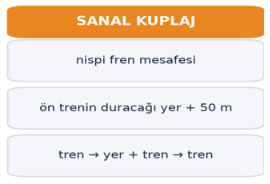 SANAL KUPLAJ
nispi fren mesafesi
ön trenin duracağı yer + 50 m
tren → yer + tren → tren